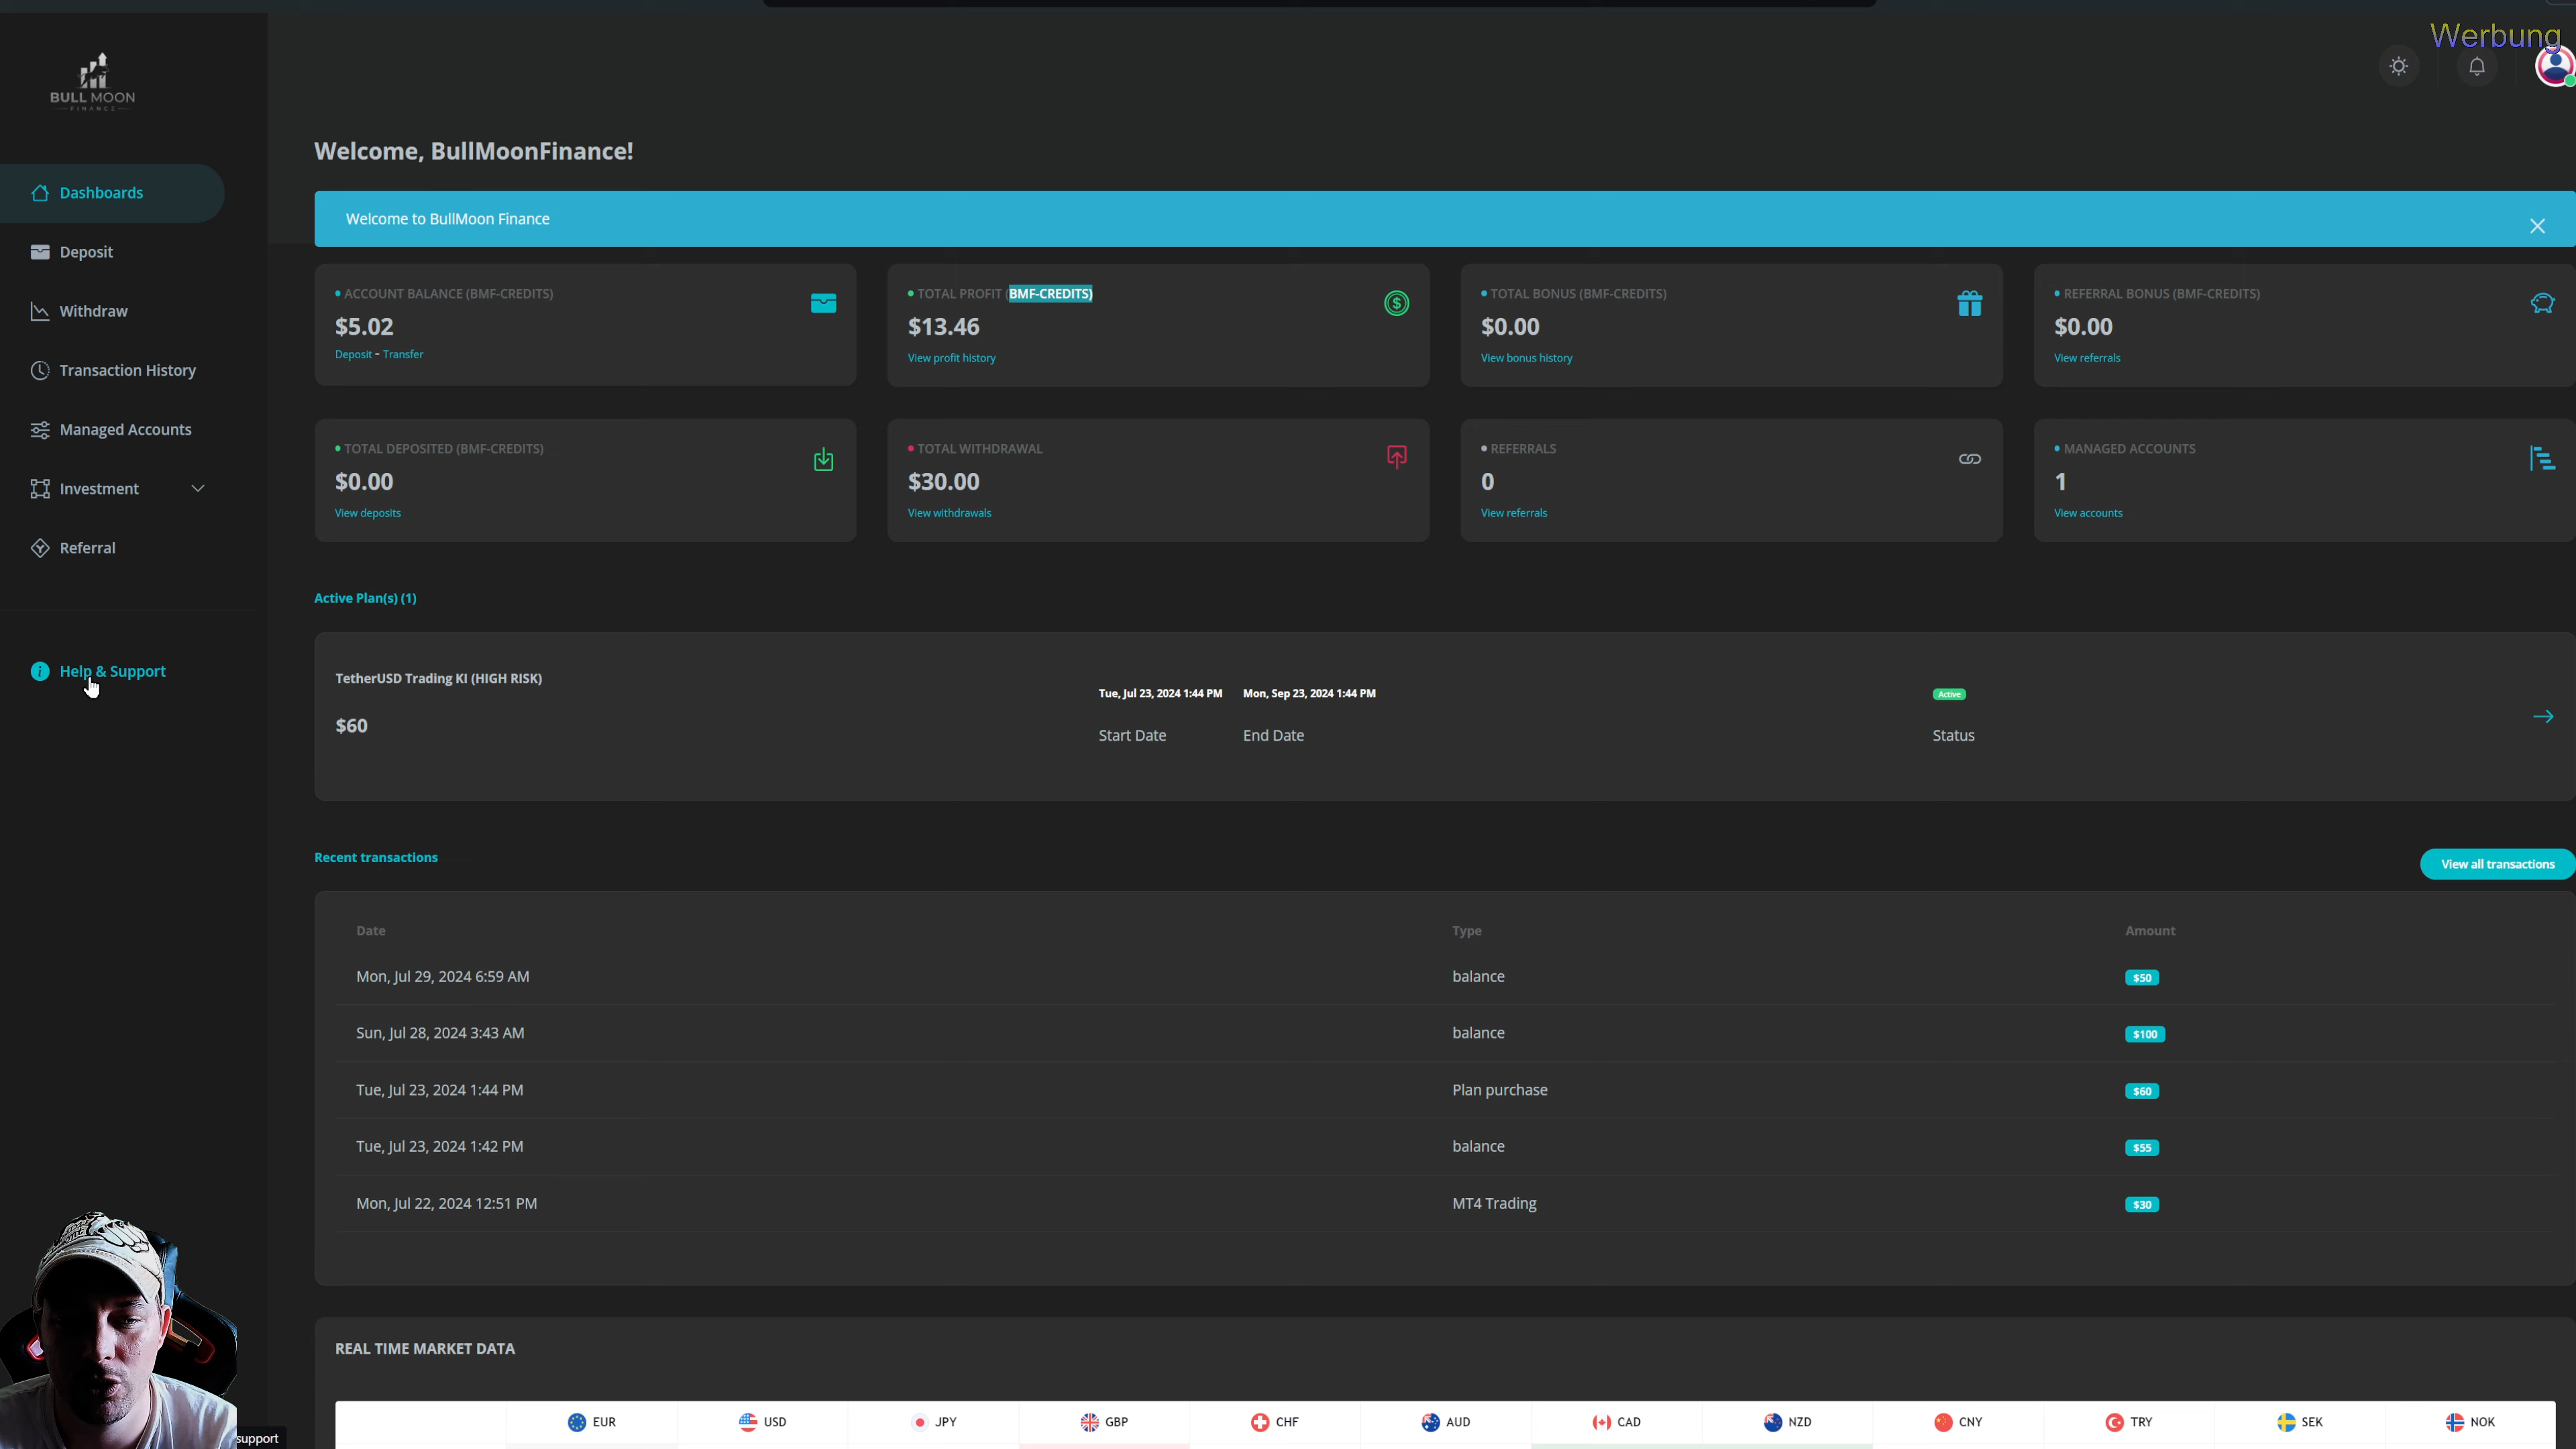 Werbung
BULL MOON
FINANCE
Welcome, BullMoonFinance!
Dashboards
Deposit
Withdraw
Transaction History
Managed Accounts
Investment
Referral
Help & Support
Welcome to BullMoon Finance
ACCOUNT BALANCE (BMF-CREDITS)
$5.02
Deposit - Transfer
TOTAL PROFIT (BMF-CREDITS)
$13.46
View profit history
TOTAL BONUS (BMF-CREDITS)
$0.00
View bonus history
REFERRAL BONUS (BMF-CREDITS)
$0.00
View referrals
TOTAL DEPOSITED (BMF-CREDITS)
$0.00
View deposits
TOTAL WITHDRAWAL
$30.00
View withdrawals
REFERRALS
0
View referrals
MANAGED ACCOUNTS
1
View accounts
Active Plan(s) (1)
TetherUSD Trading KI (HIGH RISK)
$60
Tue, Jul 23, 2024 1:44 PM
Start Date
Mon, Sep 23, 2024 1:44 PM
End Date
Active
Status
Recent transactions
View all transactions
Date Type Amount
Mon, Jul 29, 2024 6:59 AM balance $50
Sun, Jul 28, 2024 3:43 AM balance $100
Tue, Jul 23, 2024 1:44 PM Plan purchase $60
Tue, Jul 23, 2024 1:42 PM balance $55
Mon, Jul 22, 2024 12:51 PM MT4 Trading $30
REAL TIME MARKET DATA
EUR USD JPY GBP CHF AUD CAD NZD CNY TRY SEK NOK
support